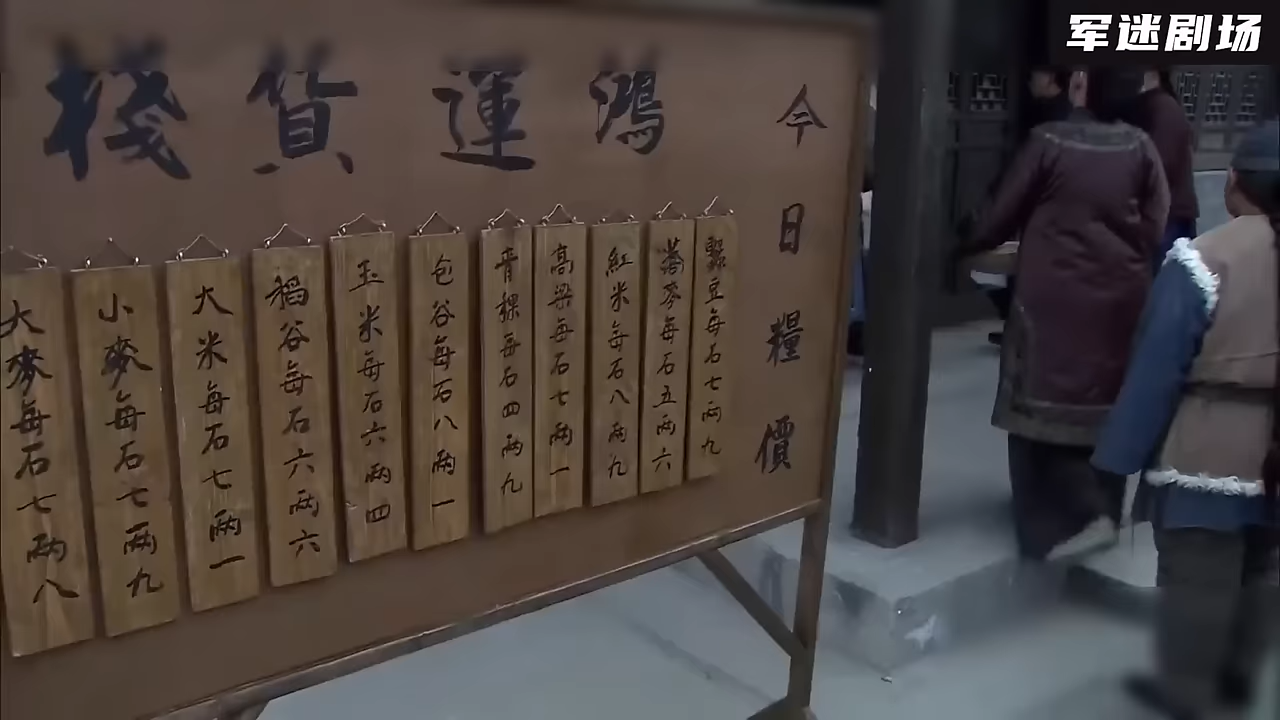 军迷剧场
鴻運貨棧
今日糧價
豆每石七兩九
蕎麥每石五兩六
紅米每石八兩九
高梁每石七兩一
青稞每石四兩九
包谷每石八兩一
玉米每石六兩四
稻谷每石六兩六
大米每石七兩一
小麥每石七兩九
大麥每石七兩八